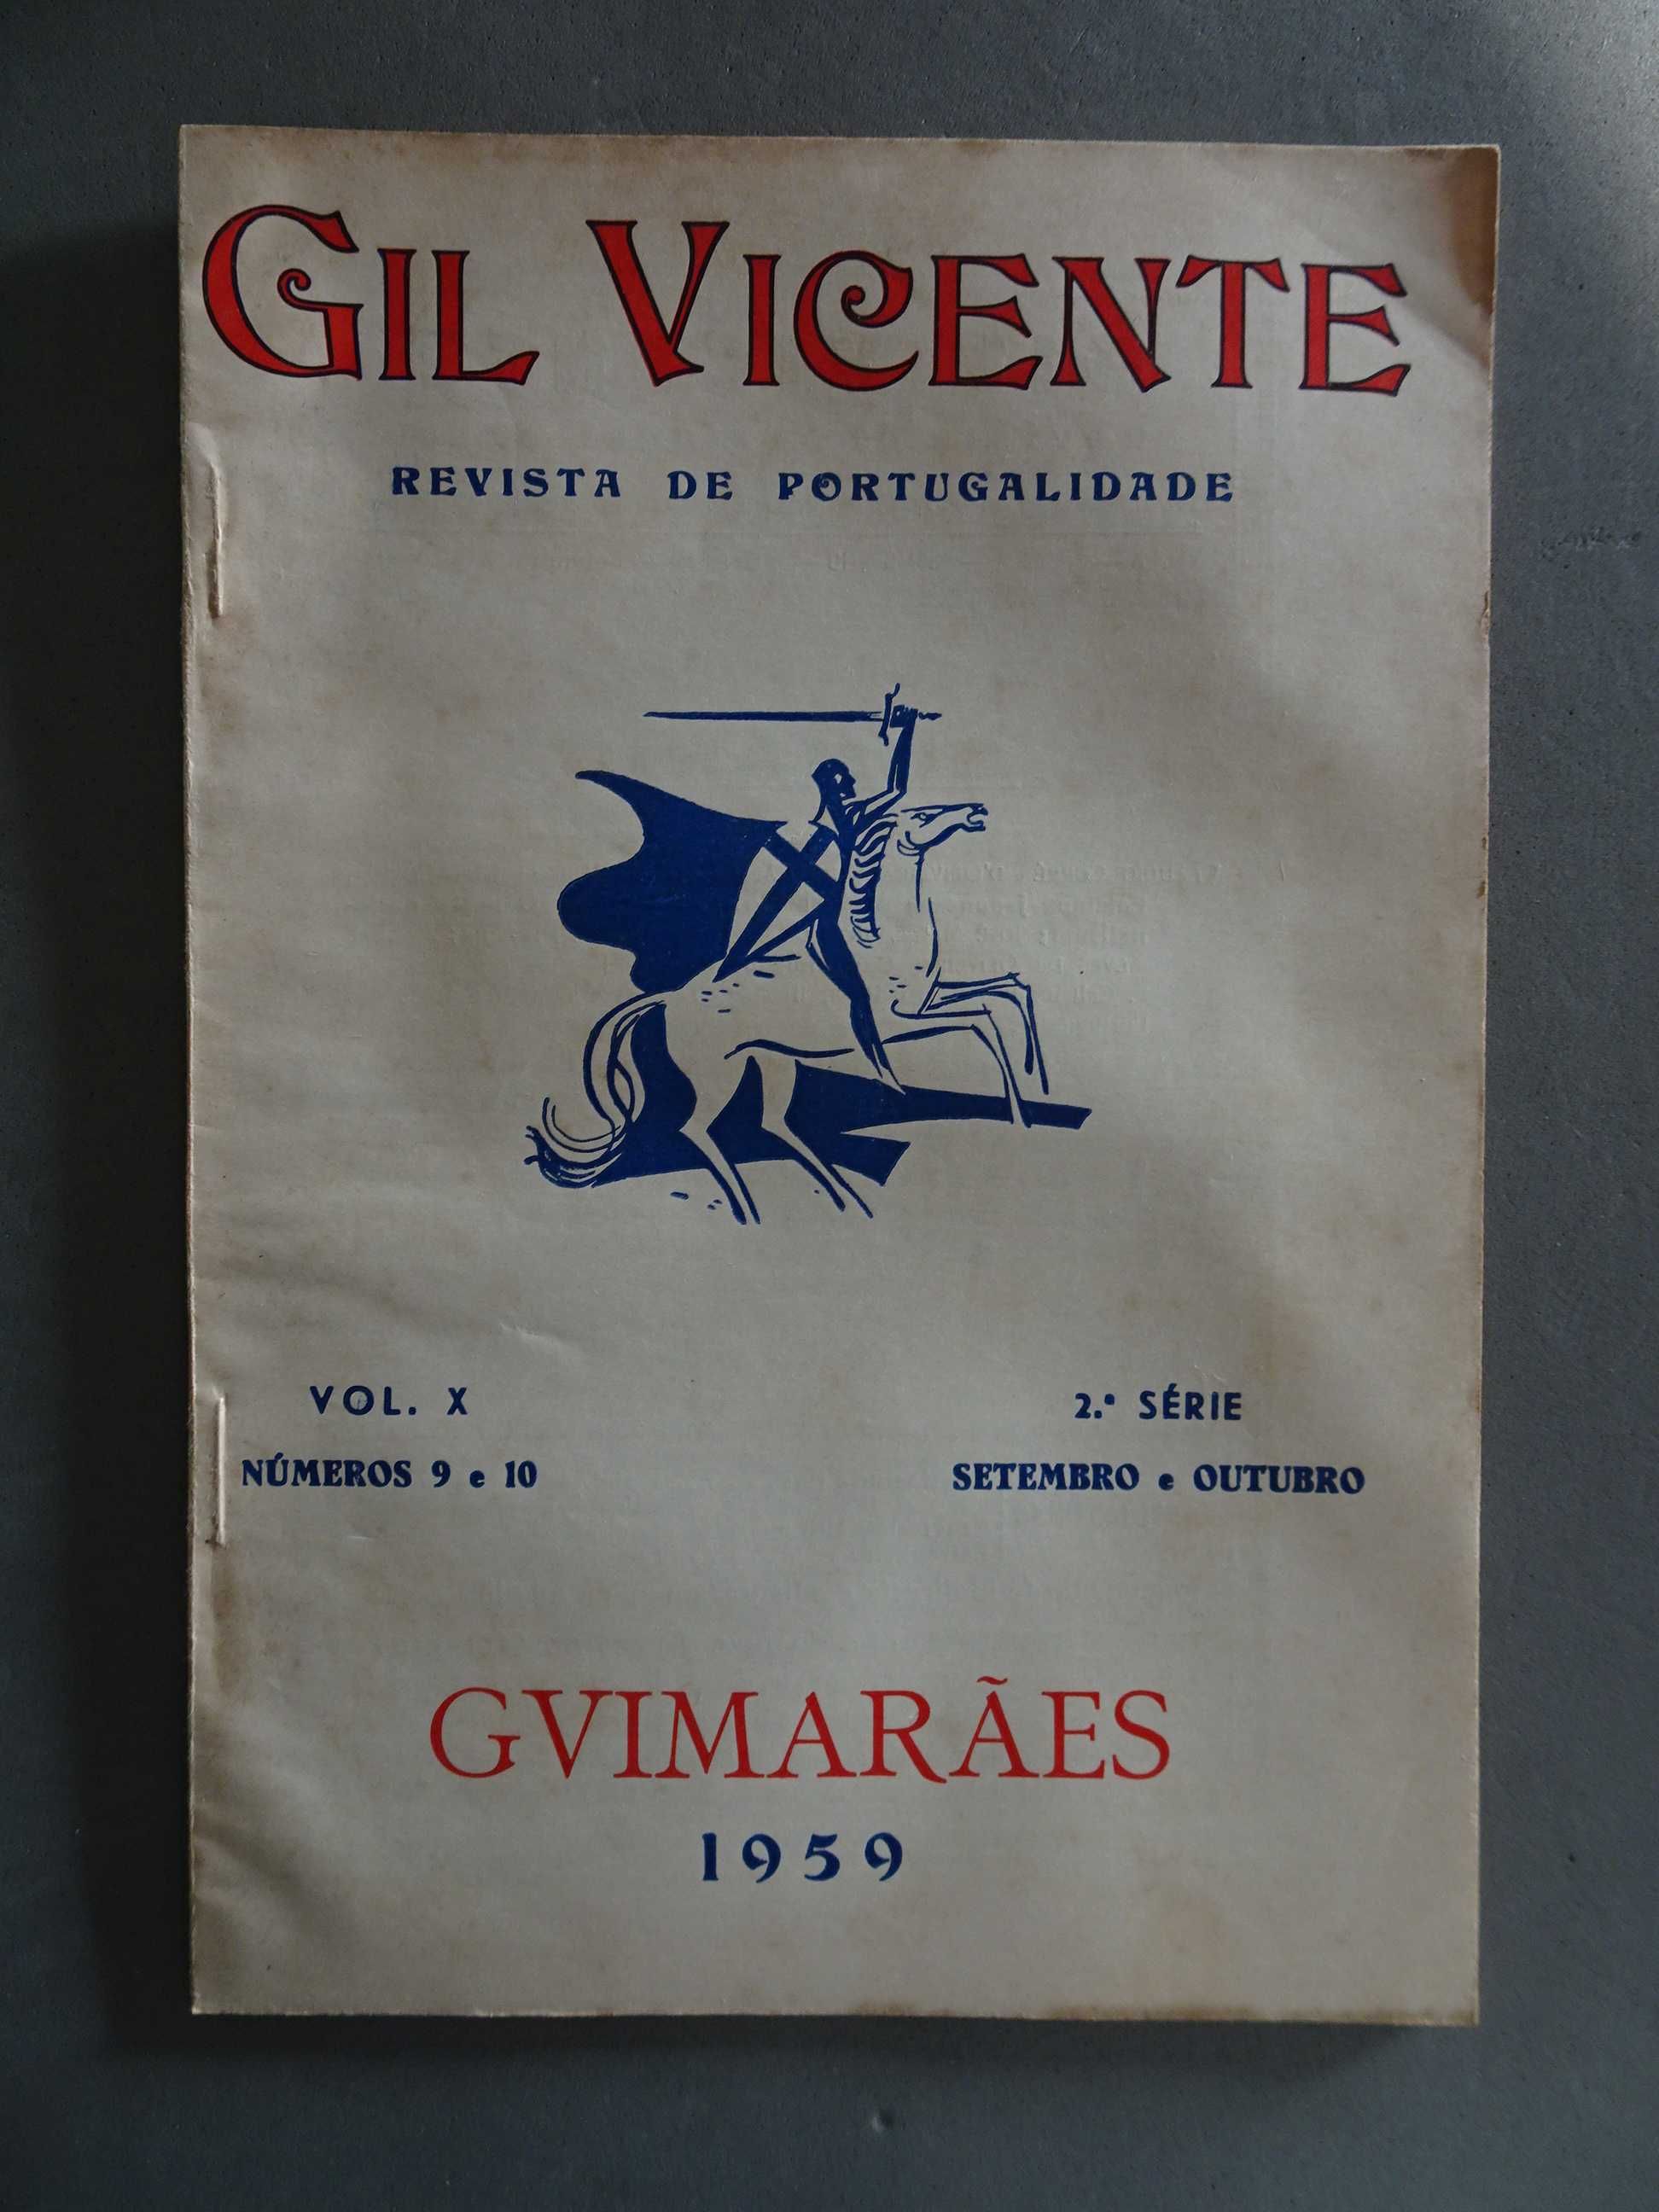 GIL VICENTE
REVISTA DE PORTUGALIDADE
VOL. X
2.ª SÉRIE
NÚMEROS 9 e 10
SETEMBRO e OUTUBRO
GVIMARÃES
1959